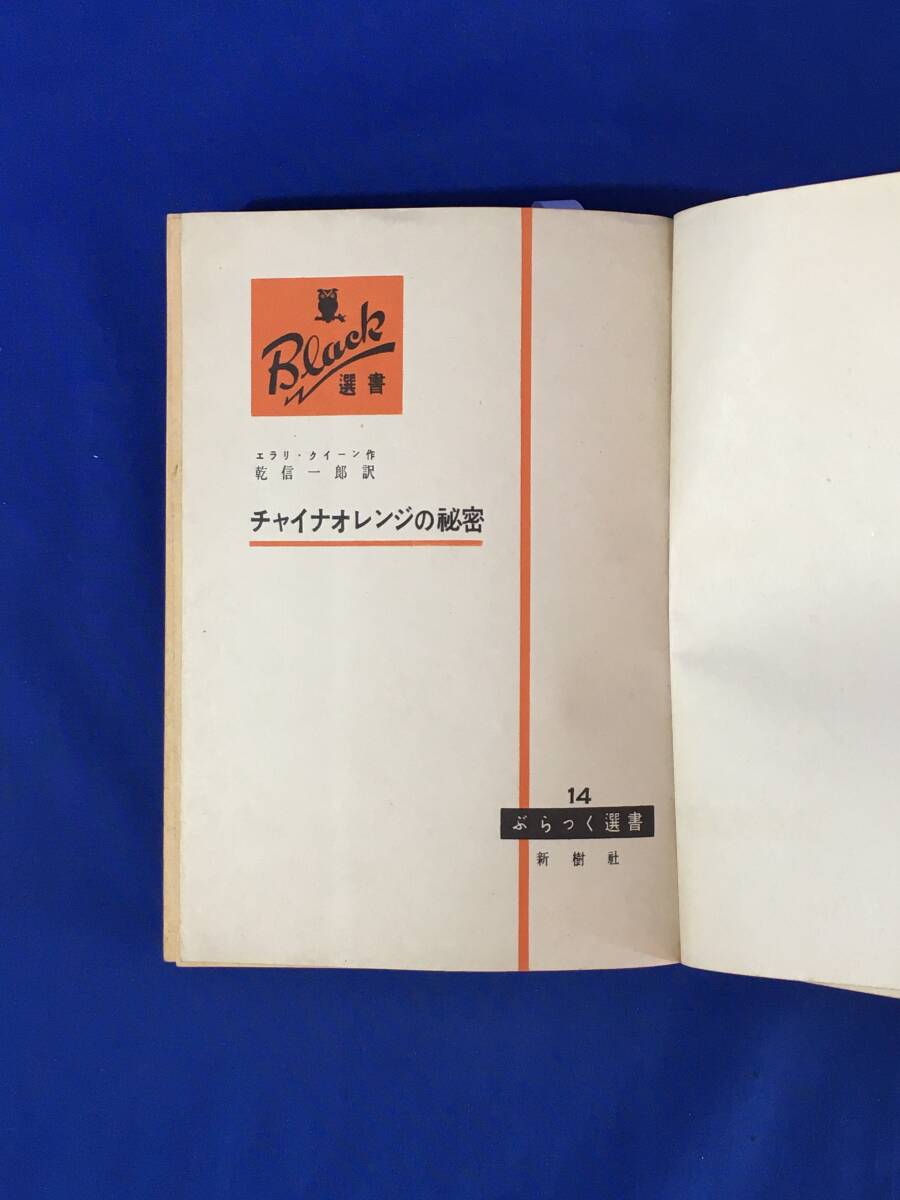 Black
選書
エラリ・クイーン作
乾信一郎訳
チャイナオレンジの秘密
14
ぶらっく選書
新樹社